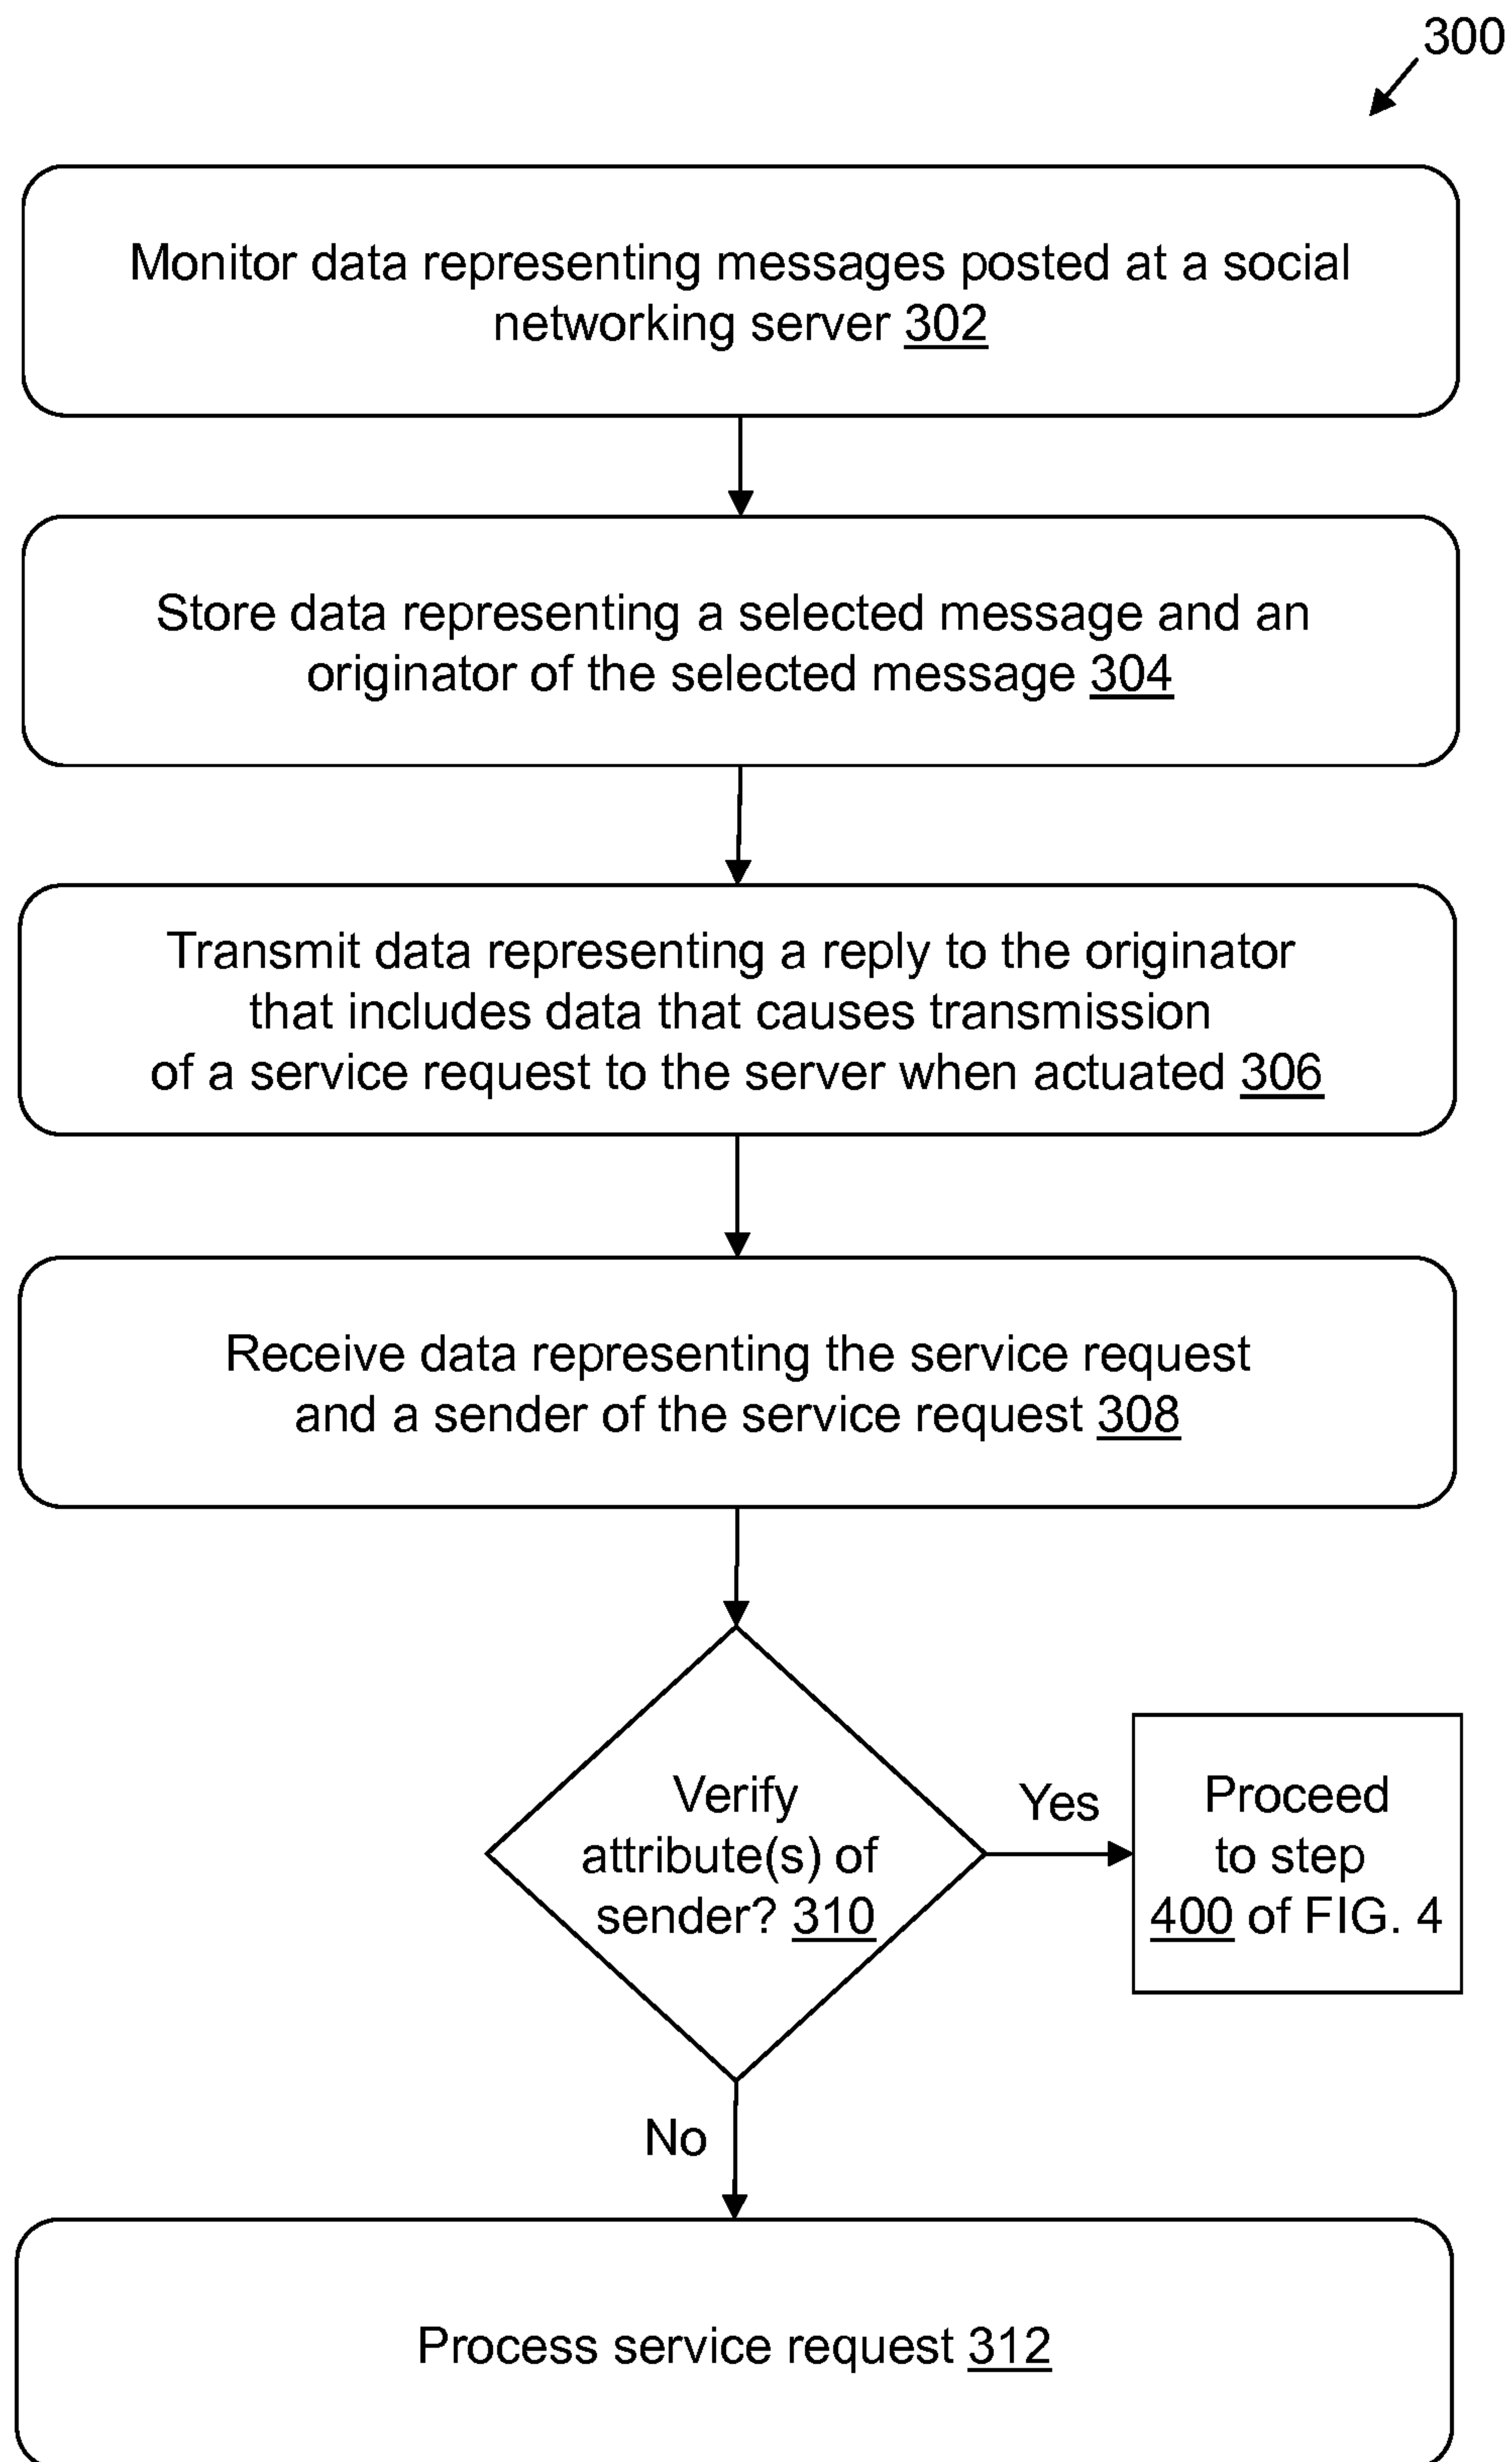 300
Monitor data representing messages posted at a social
networking server 302
Store data representing a selected message and an
originator of the selected message 304
Transmit data representing a reply to the originator
that includes data that causes transmission
of a service request to the server when actuated 306
Receive data representing the service request
and a sender of the service request 308
Verify
attribute(s) of
sender? 310
Yes
Proceed
to step
400 of FIG. 4
No
Process service request 312